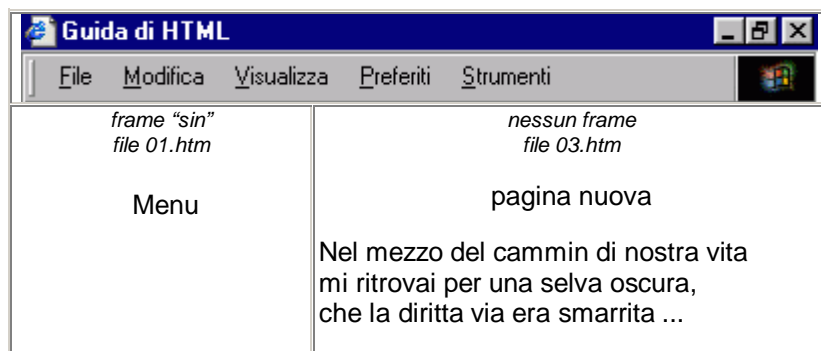 Guida di HTML
File Modifica Visualizza Preferiti Strumenti
frame “sin”
file 01.htm
Menu
nessun frame
file 03.htm
pagina nuova
Nel mezzo del cammin di nostra vita
mi ritrovai per una selva oscura,
che la diritta via era smarrita ...